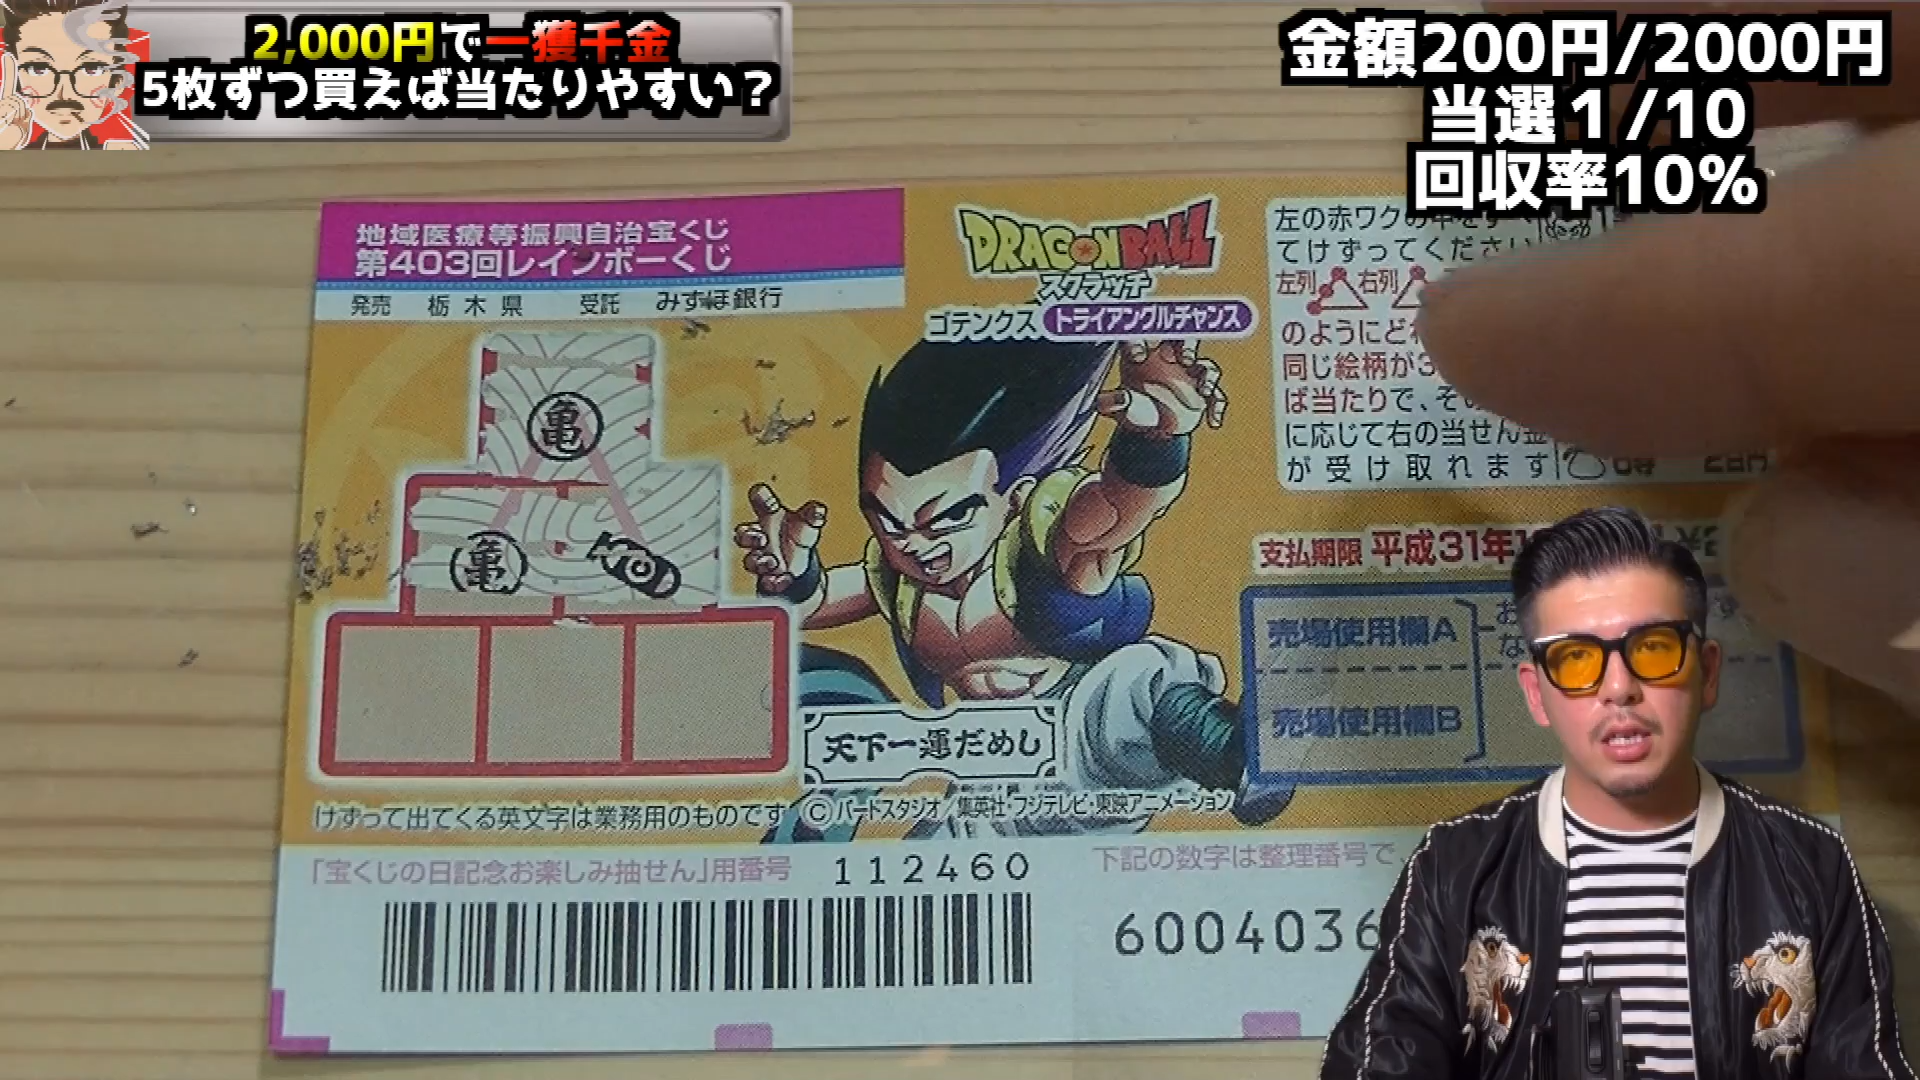 2,000円で一獲千金
5枚ずつ買えば当たりやすい？
金額200円/2000円
当選1/10
回収率10%
地域医療等振興自治宝くじ
第403回レインボーくじ
発売 栃木県 受託 みずほ銀行
DRAGONBALL
スクラッチ
ゴテンクス トライアングルチャンス
左の赤ワクの中をす
てけずってください
左列 右列
のようにどれ
同じ絵柄が3
ば当たりで、その
に応じて右の当せん金
が受け取れます
6等
支払期限 平成31年1
亀
亀
売場使用欄A
売場使用欄B
天下一運だめし
けずって出てくる英文字は業務用のものです
©バードスタジオ/集英社・フジテレビ・東映アニメーション
「宝くじの日記念お楽しみ抽せん」用番号 112460
下記の数字は整理番号で、
6004036